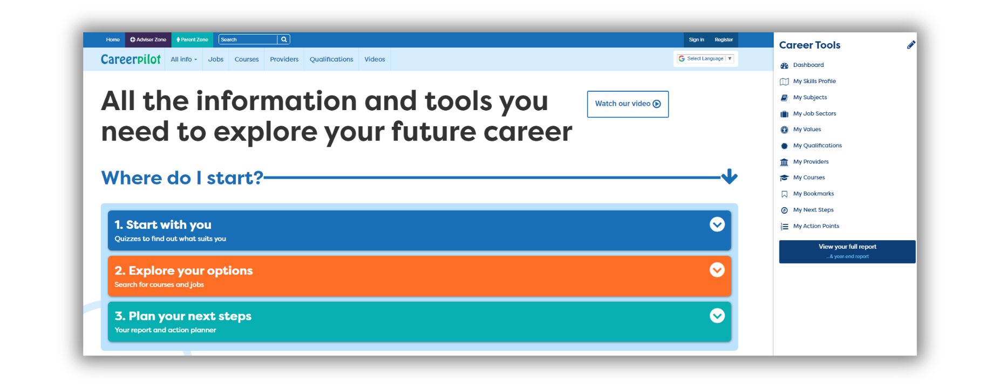 Home
Adviser Zone
Parent Zone
Search
Sign in
Register
Careerpilot
All info
Jobs
Courses
Providers
Qualifications
Videos
G Select Language
All the information and tools you
need to explore your future career
Watch our video
Where do I start?
1. Start with you
Quizzes to find out what suits you
2. Explore your options
Search for courses and jobs
3. Plan your next steps
Your report and action planner
Career Tools
Dashboard
My Skills Profile
My Subjects
My Job Sectors
My Values
My Qualifications
My Providers
My Courses
My Bookmarks
My Next Steps
My Action Points
View your full report
...& year-end report